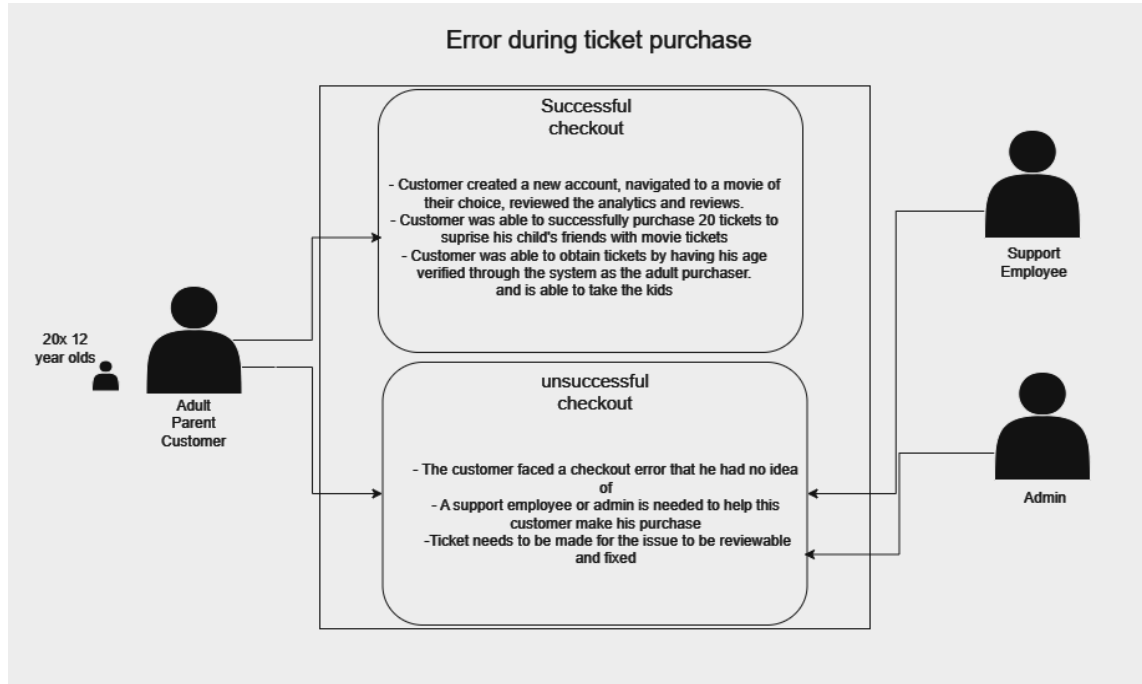 Error during ticket purchase
Successful
checkout
- Customer created a new account, navigated to a movie of
their choice, reviewed the analytics and reviews.
- Customer was able to successfully purchase 20 tickets to
suprise his child's friends with movie tickets
- Customer was able to obtain tickets by having his age
verified through the system as the adult purchaser.
and is able to take the kids
Support
Employee
20x 12
year olds
Adult
Parent
Customer
unsuccessful
checkout
- The customer faced a checkout error that he had no idea
of
- A support employee or admin is needed to help this
customer make his purchase
-Ticket needs to be made for the issue to be reviewable
and fixed
Admin